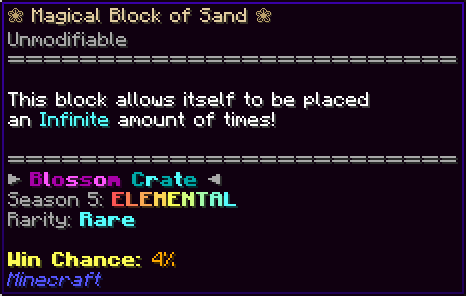 ❀ Magical Block of Sand ❀
Unmodifiable
==============================
This block allows itself to be placed
an Infinite amount of times!
==============================
► Blossom Crate ◄
Season 5: ELEMENTAL
Rarity: Rare
Win Chance: 4%
Minecraft